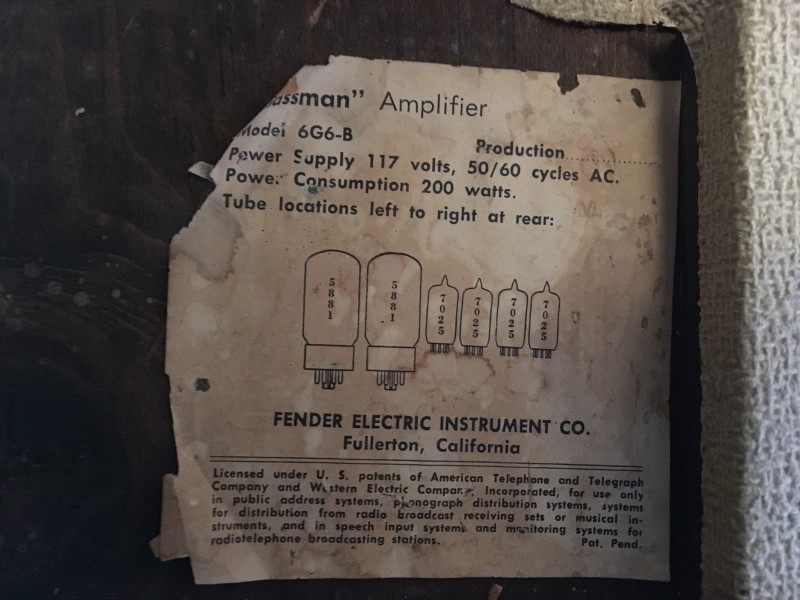 assman" Amplifier
Model 6G6-B
Production
Power Supply 117 volts, 50/60 cycles AC.
Power Consumption 200 watts.
Tube locations left to right at rear:
5881
5881
7025
7025
7025
7025
FENDER ELECTRIC INSTRUMENT CO.
Fullerton, California
Licensed under U. S. patents of American Telephone and Telegraph
Company and Western Electric Company, Incorporated, for use only
in public address systems, phonograph distribution systems, systems
for distribution from radio broadcast receiving sets or musical in-
struments, and in speech input systems and monitoring systems for
radiotelephone broadcasting stations. Pat. Pend.